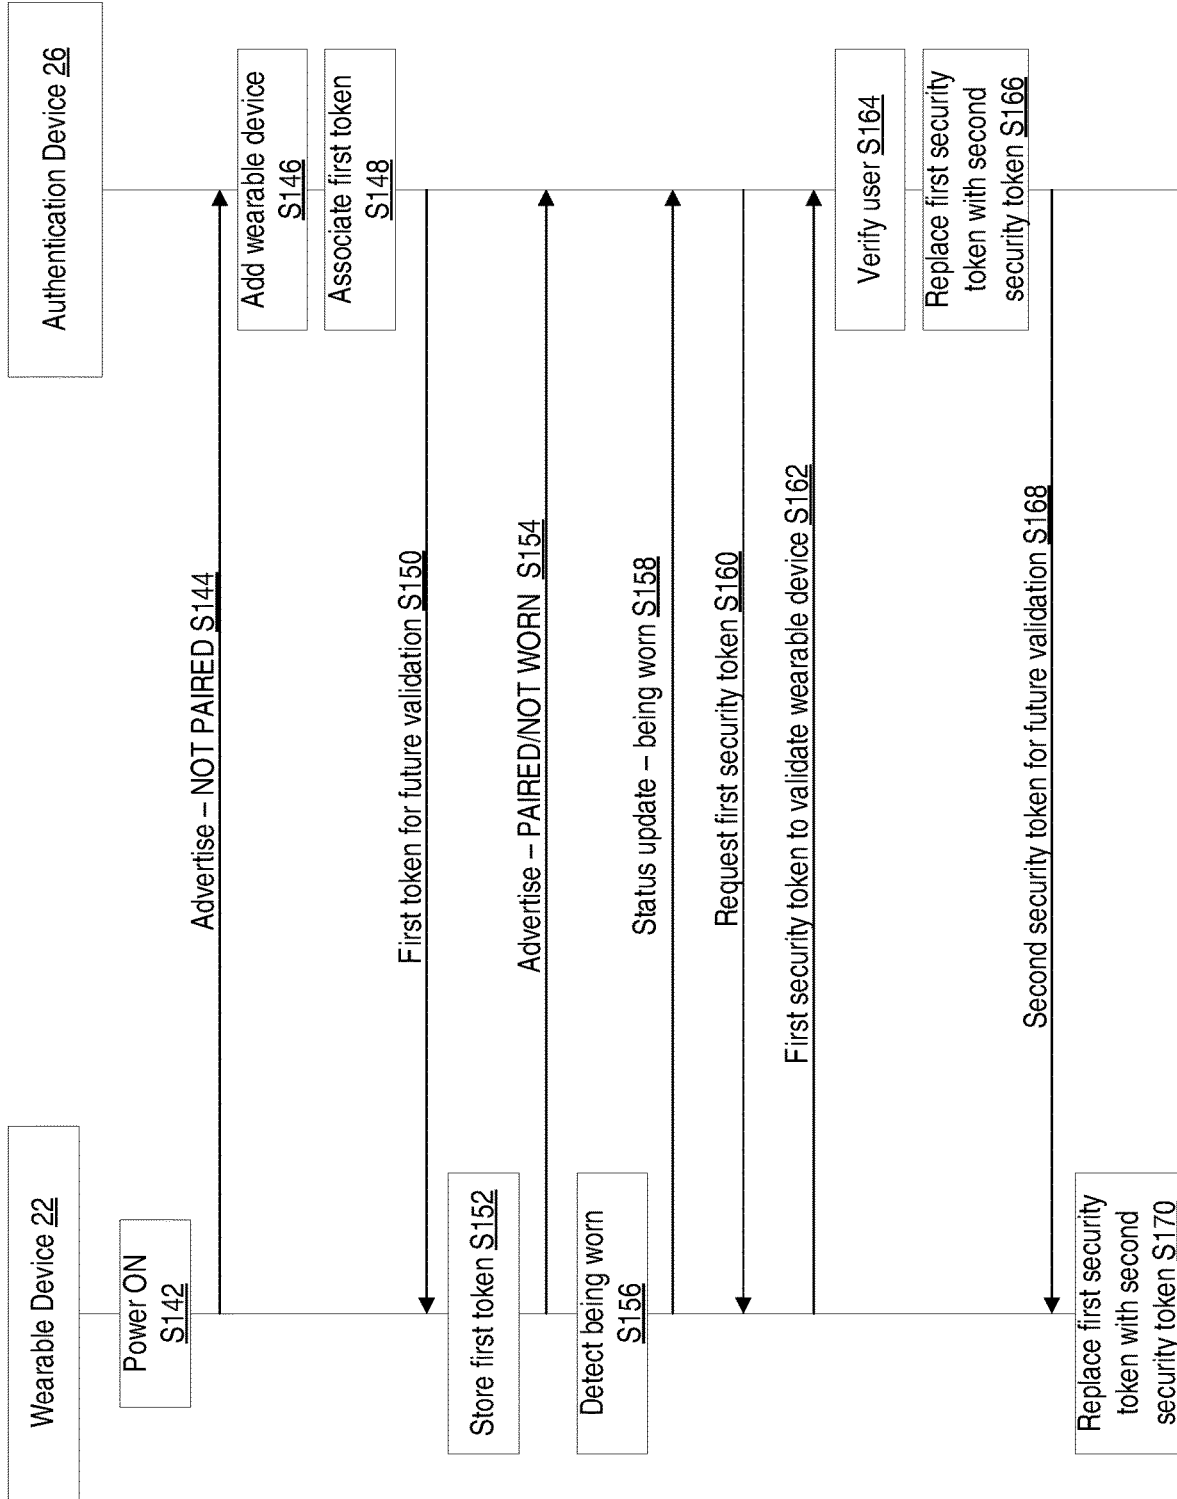 Wearable Device 22
Authentication Device 26
Power ON
S142
Advertise – NOT PAIRED S144
Add wearable device
S146
Associate first token
S148
First token for future validation S150
Store first token S152
Advertise – PAIRED/NOT WORN S154
Detect being worn
S156
Status update – being worn S158
Request first security token S160
First security token to validate wearable device S162
Verify user S164
Replace first security
token with second
security token S166
Second security token for future validation S168
Replace first security
token with second
security token S170